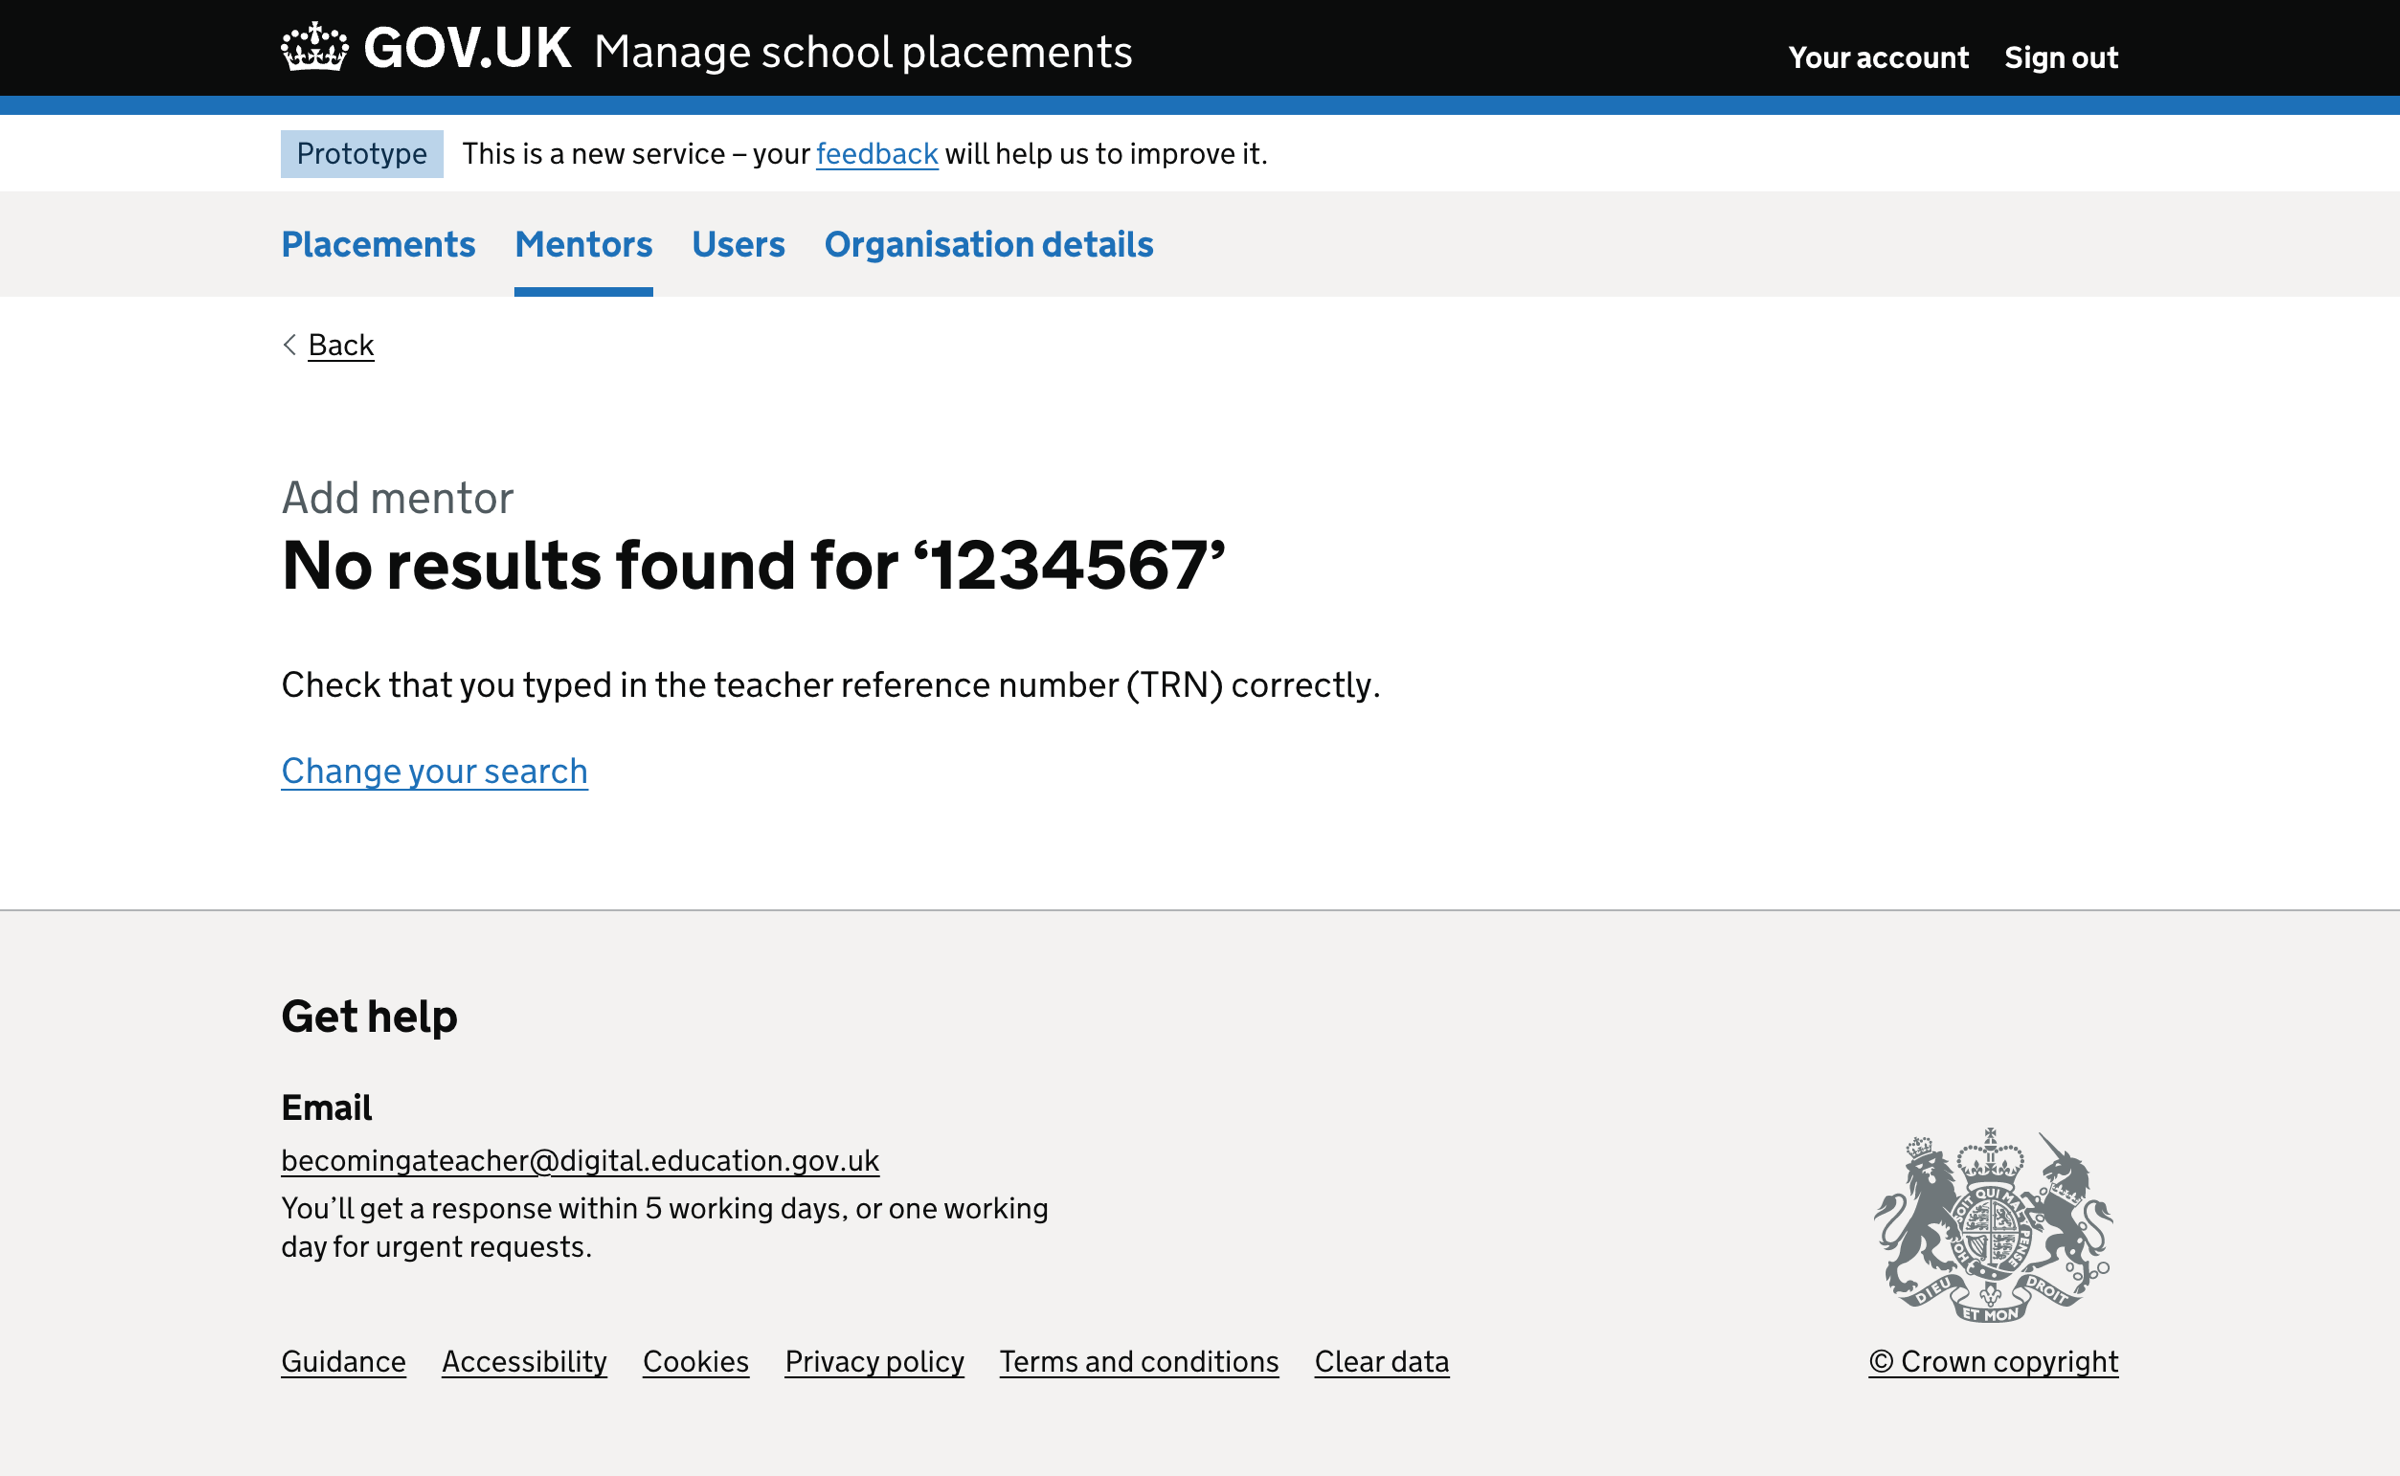 GOV.UK Manage school placements
Your account Sign out
Prototype This is a new service – your feedback will help us to improve it.
Placements Mentors Users Organisation details
Back
Add mentor
No results found for ‘1234567’
Check that you typed in the teacher reference number (TRN) correctly.
Change your search
Get help
Email
becomingateacher@digital.education.gov.uk
You’ll get a response within 5 working days, or one working
day for urgent requests.
DIEU ET MON DROIT
Guidance Accessibility Cookies Privacy policy Terms and conditions Clear data
© Crown copyright